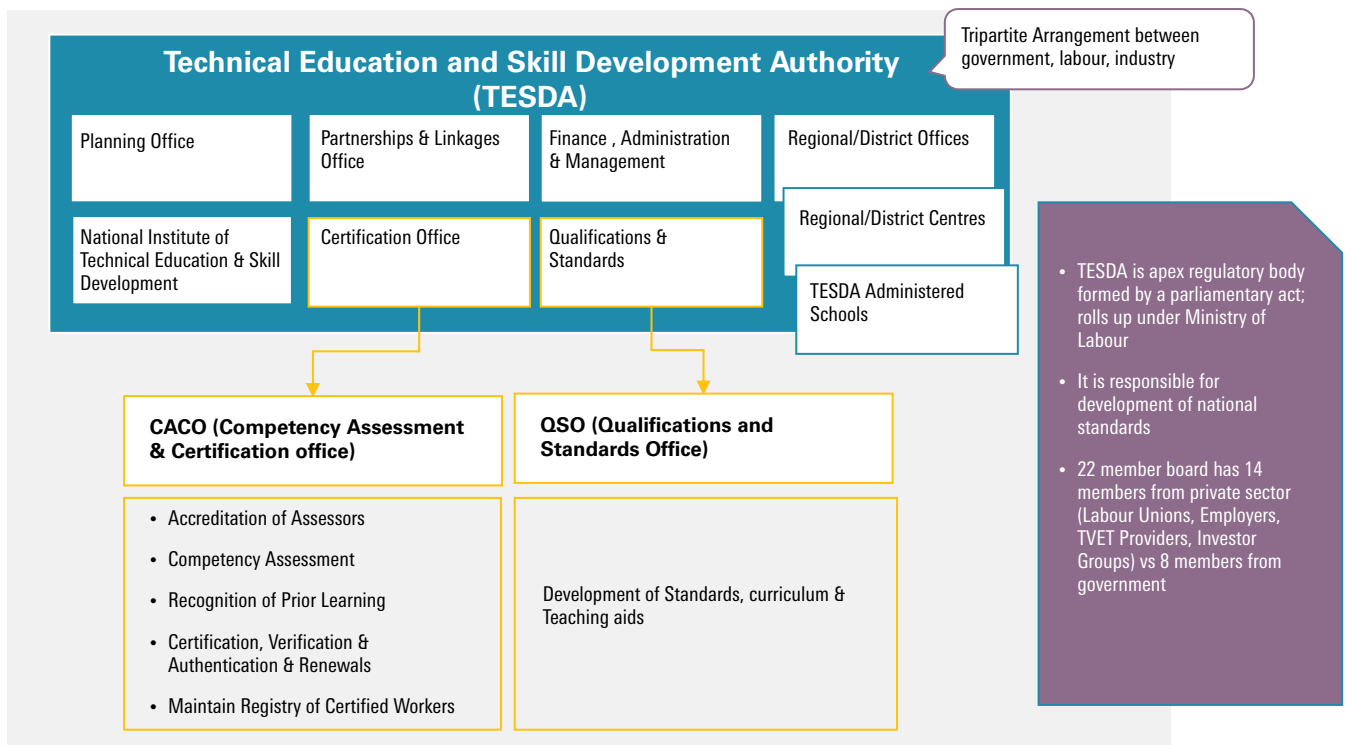 Technical Education and Skill Development Authority
(TESDA)
Tripartite Arrangement between
government, labour, industry
Planning Office
Partnerships & Linkages
Office
Finance , Administration
& Management
Regional/District Offices
National Institute of
Technical Education & Skill
Development
Certification Office
Qualifications &
Standards
Regional/District Centres
TESDA Administered
Schools
CACO (Competency Assessment
& Certification office)
• Accreditation of Assessors
• Competency Assessment
• Recognition of Prior Learning
• Certification, Verification &
Authentication & Renewals
• Maintain Registry of Certified Workers
QSO (Qualifications and
Standards Office)
Development of Standards, curriculum &
Teaching aids
• TESDA is apex regulatory body
formed by a parliamentary act;
rolls up under Ministry of
Labour
• It is responsible for
development of national
standards
• 22 member board has 14
members from private sector
(Labour Unions, Employers,
TVET Providers, Investor
Groups) vs 8 members from
government